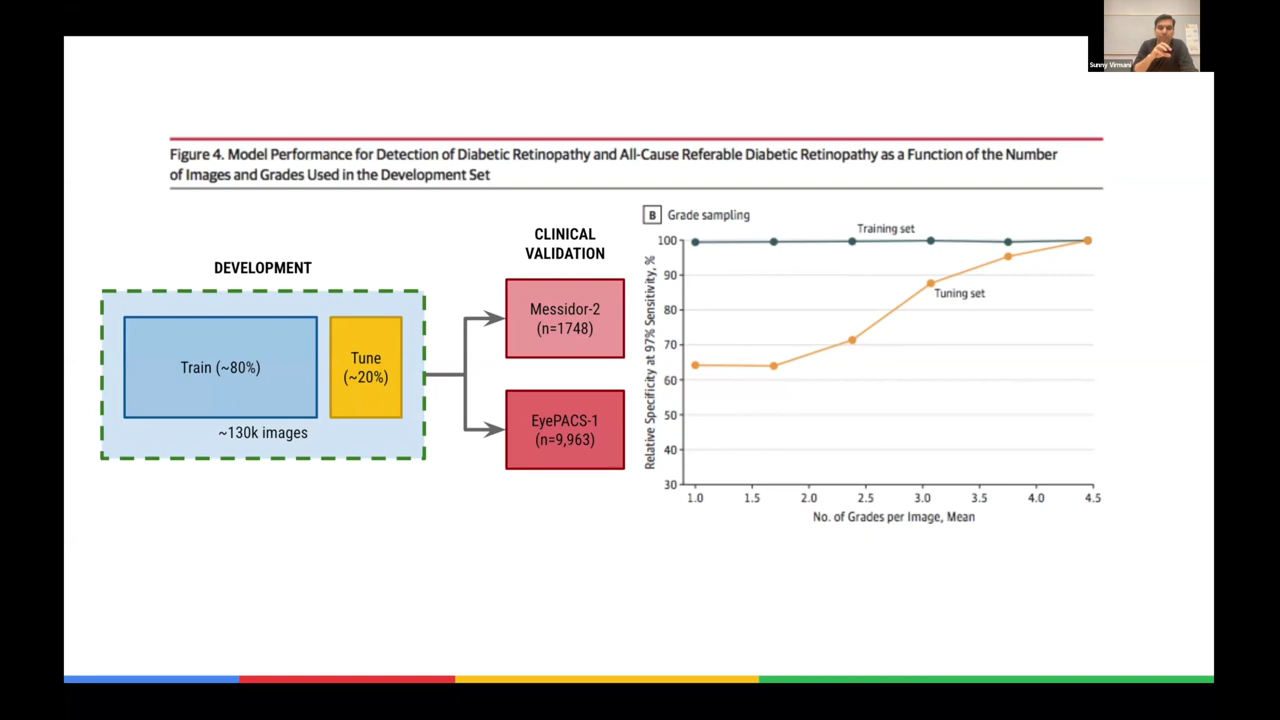 Sunny Virmani
Figure 4. Model Performance for Detection of Diabetic Retinopathy and All-Cause Referable Diabetic Retinopathy as a Function of the Number
of Images and Grades Used in the Development Set
DEVELOPMENT
Train (~80%)
Tune
(~20%)
~130k images
CLINICAL
VALIDATION
Messidor-2
(n=1748)
EyePACS-1
(n=9,963)
B Grade sampling
Training set
Tuning set
Relative Specificity at 97% Sensitivity, %
100
90
80
70
60
50
40
30
1.0 1.5 2.0 2.5 3.0 3.5 4.0 4.5
No. of Grades per Image, Mean